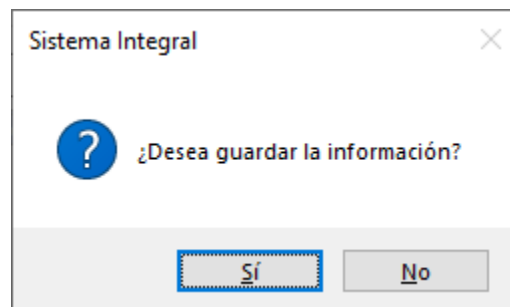 Sistema Integral
¿Desea guardar la información?
Sí
No